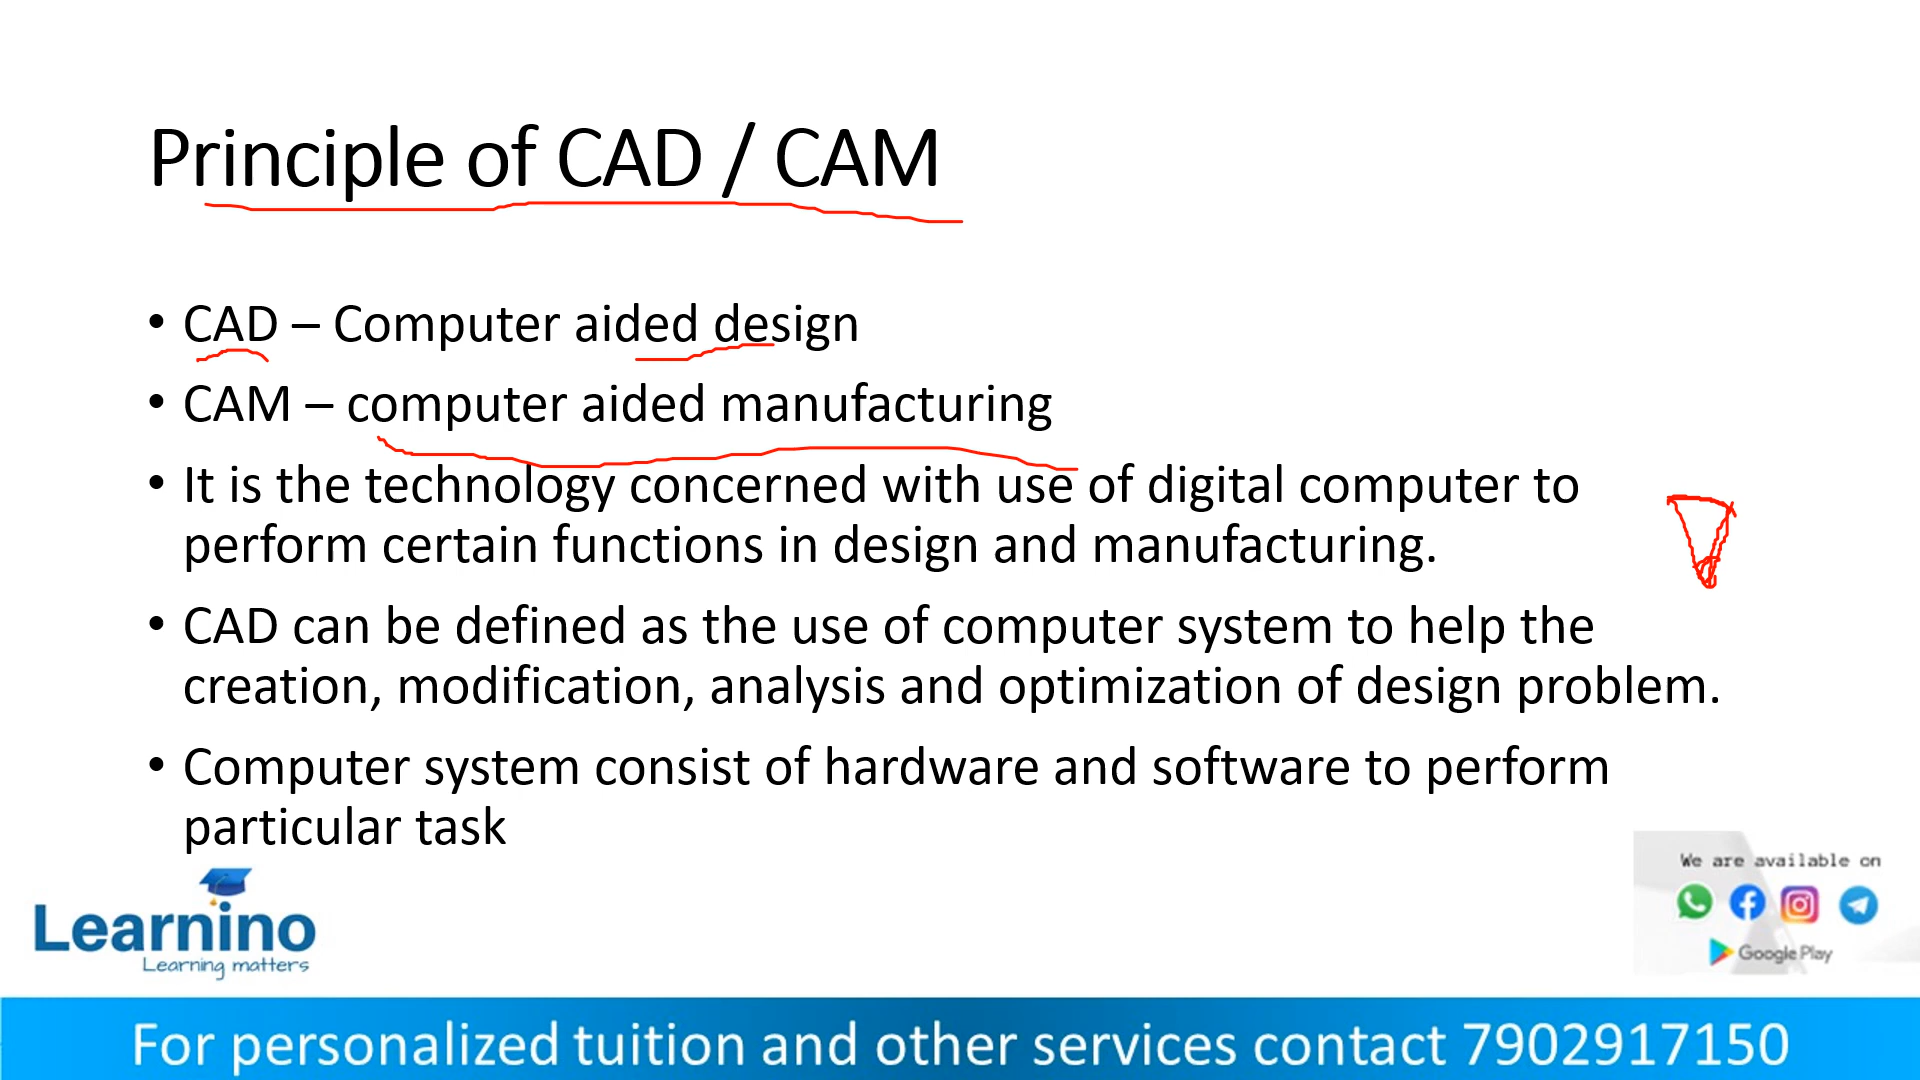 Principle of CAD / CAM
• CAD – Computer aided design
• CAM – computer aided manufacturing
• It is the technology concerned with use of digital computer to
perform certain functions in design and manufacturing.
• CAD can be defined as the use of computer system to help the
creation, modification, analysis and optimization of design problem.
• Computer system consist of hardware and software to perform
particular task
Learnino
Learning matters
We are available on
Google Play
For personalized tuition and other services contact 7902917150